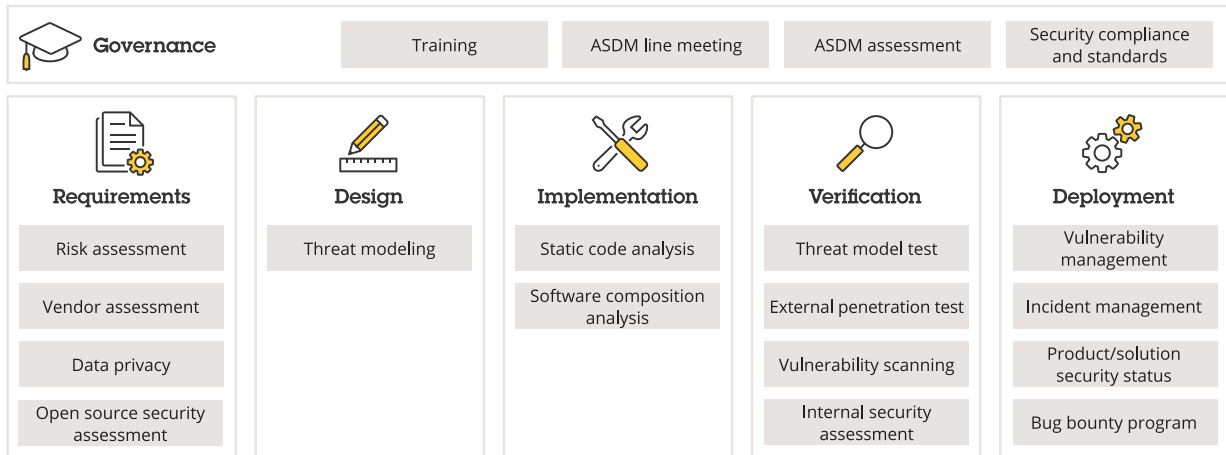 Governance
Training
ASDM line meeting
ASDM assessment
Security compliance
and standards
Requirements
Risk assessment
Vendor assessment
Data privacy
Open source security
assessment
Design
Threat modeling
Implementation
Static code analysis
Software composition
analysis
Verification
Threat model test
External penetration test
Vulnerability scanning
Internal security
assessment
Deployment
Vulnerability
management
Incident management
Product/solution
security status
Bug bounty program